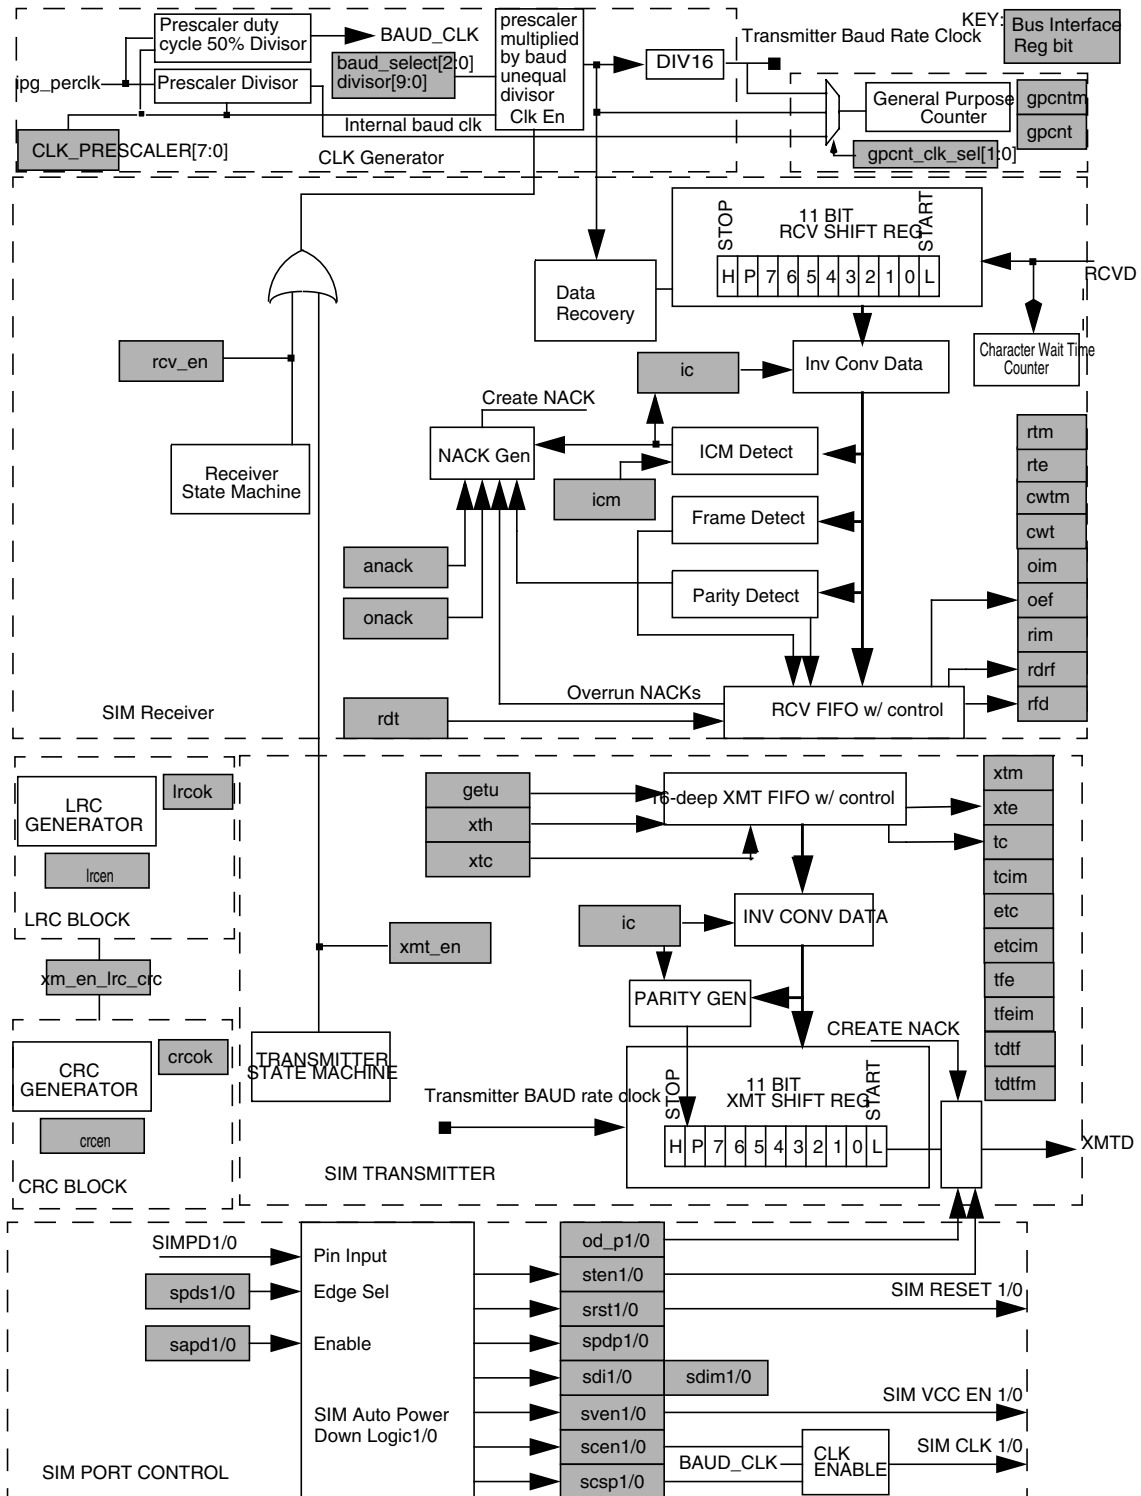 KEY:
Bus Interface
Reg bit
Prescaler duty
cycle 50% Divisor
BAUD_CLK
prescaler
multiplied
by baud
unequal
divisor
Clk En
Transmitter Baud Rate Clock
baud_select[2:0]
divisor[9:0]
DIV16
ipg_perclk
Prescaler Divisor
General Purpose
Counter
gpcntm
gpcnt
Internal baud clk
CLK_PRESCALER[7:0]
CLK Generator
gpcnt_clk_sel[1:0]
STOP
11 BIT
RCV SHIFT REG
START
H P 7 6 5 4 3 2 1 0 L
RCVD
Data
Recovery
Character Wait Time
Counter
rcv_en
ic
Inv Conv Data
Create NACK
NACK Gen
ICM Detect
icm
Receiver
State Machine
Frame Detect
anack
Parity Detect
onack
rtm
rte
cwtm
cwt
oim
oef
rim
rdrf
rfd
Overrun NACKs
rdt
RCV FIFO w/ control
SIM Receiver
LRC
GENERATOR
lrcok
lrcen
LRC BLOCK
xm_en_lrc_crc
CRC
GENERATOR
crcok
crcen
CRC BLOCK
getu
xth
xtc
16-deep XMT FIFO w/ control
xtm
xte
tc
tcim
etc
etcim
tfe
tfeim
tdtf
tdtfm
ic
INV CONV DATA
xmt_en
PARITY GEN
CREATE NACK
TRANSMITTER
STATE MACHINE
Transmitter BAUD rate clock
STOP
11 BIT
XMT SHIFT REG
START
H P 7 6 5 4 3 2 1 0 L
XMTD
SIM TRANSMITTER
SIMPD1/0
Pin Input
spds1/0
Edge Sel
sapd1/0
Enable
SIM Auto Power
Down Logic1/0
od_p1/0
sten1/0
srst1/0
spdp1/0
sdi1/0
sdim1/0
sven1/0
scen1/0
scsp1/0
SIM RESET 1/0
SIM VCC EN 1/0
BAUD_CLK
CLK
ENABLE
SIM CLK 1/0
SIM PORT CONTROL